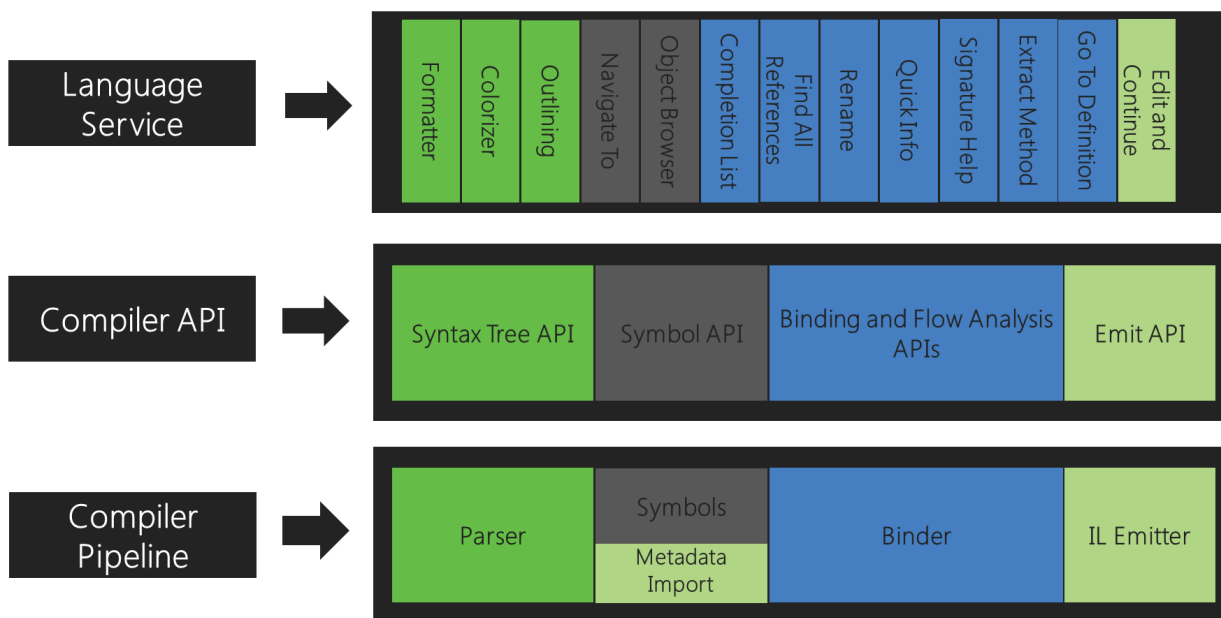 Language
Service
Formatter
Colorizer
Outlining
Navigate To
Object Browser
Completion List
Find All
References
Rename
Quick Info
Signature Help
Extract Method
Go To Definition
Edit and
Continue
Compiler API
Syntax Tree API
Symbol API
Binding and Flow Analysis
APIs
Emit API
Compiler
Pipeline
Parser
Symbols
Metadata
Import
Binder
IL Emitter